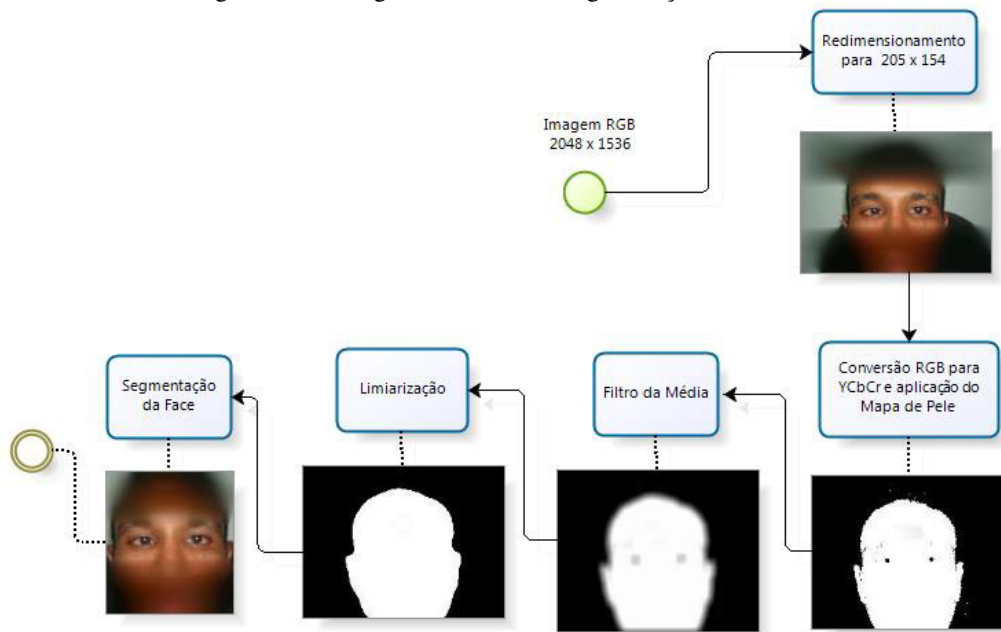 Redimensionamento
para 205 x 154
Imagem RGB
2048 x 1536
Conversão RGB para
YCbCr e aplicação do
Mapa de Pele
Filtro da Média
Limiarização
Segmentação
da Face